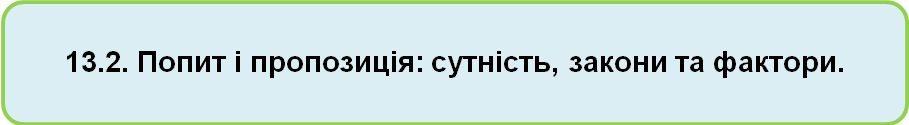 13.2. Попит і пропозиція: сутність, закони та фактори.